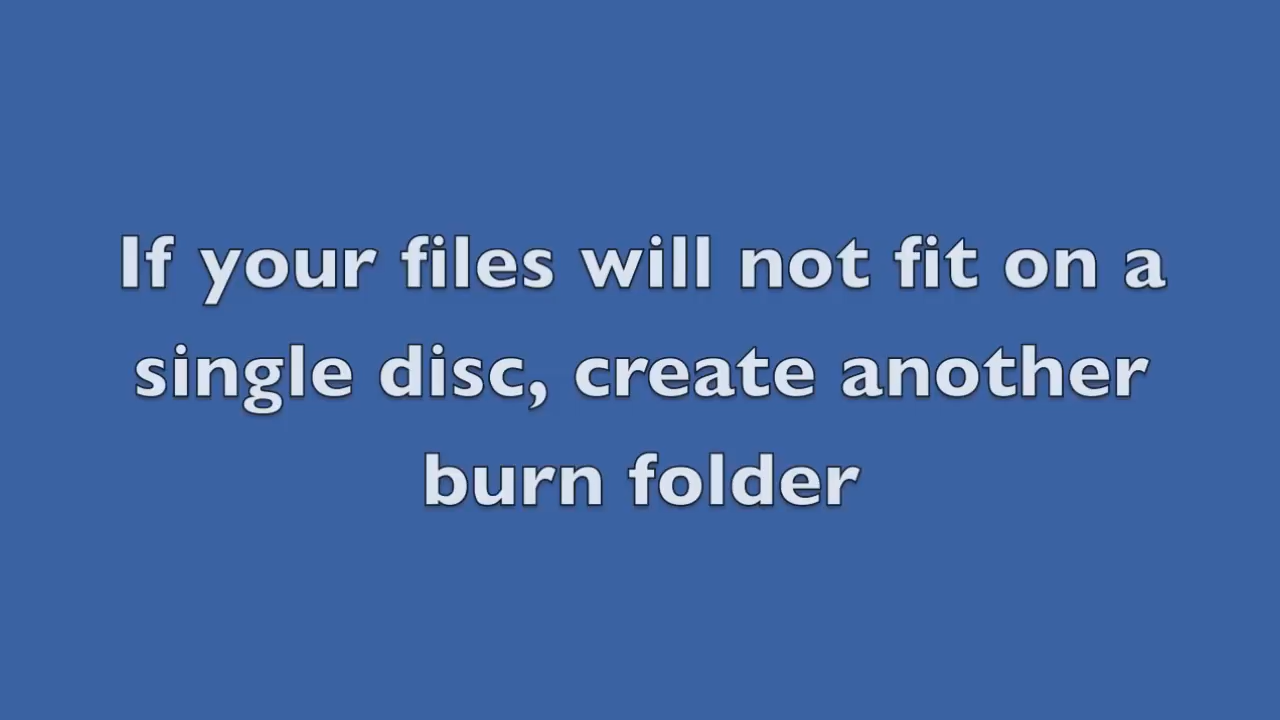 If your files will not fit on a
single disc, create another
burn folder